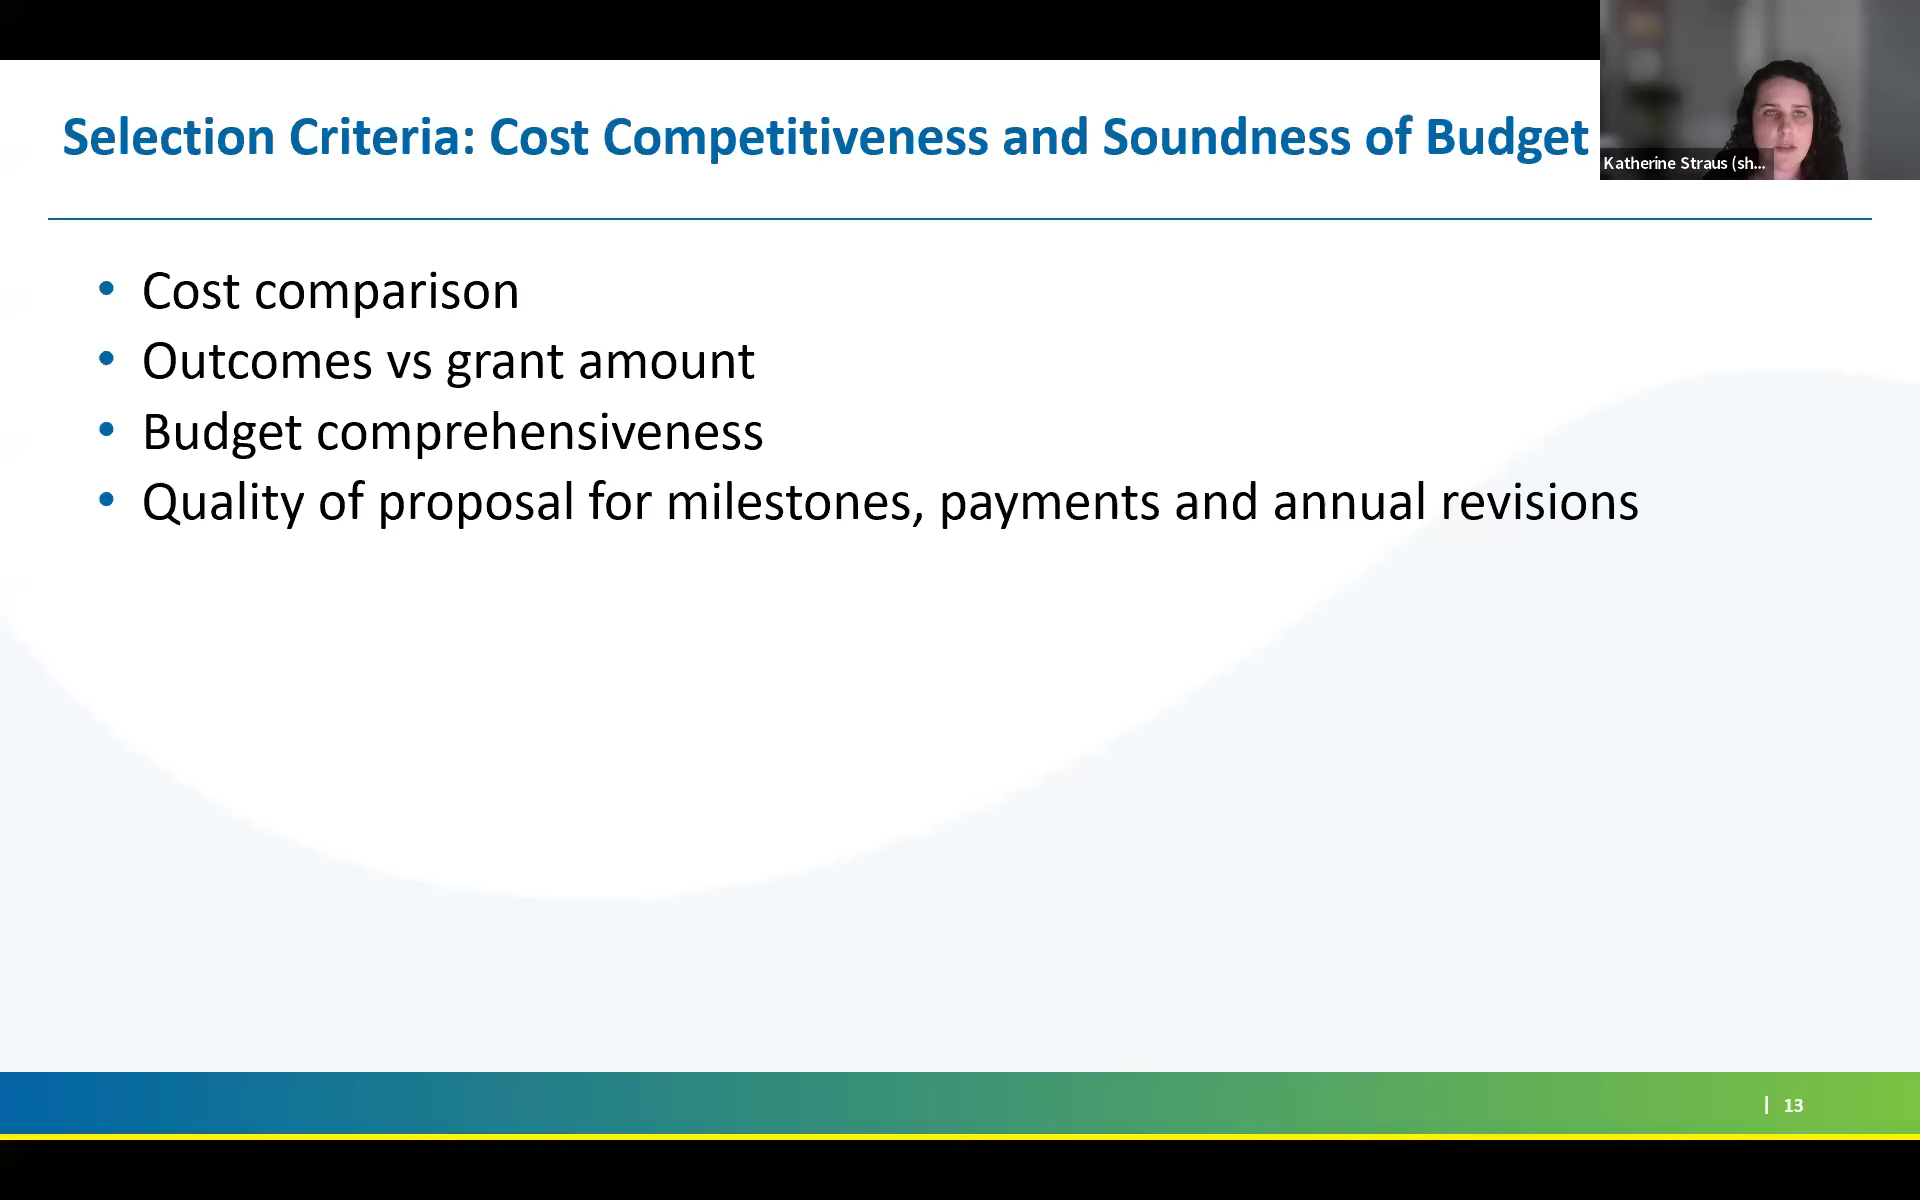 Selection Criteria: Cost Competitiveness and Soundness of Budget
Katherine Straus (sh...
• Cost comparison
• Outcomes vs grant amount
• Budget comprehensiveness
• Quality of proposal for milestones, payments and annual revisions
| 13